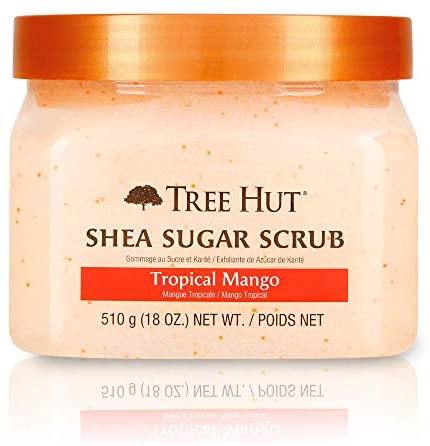 TREE HUT®
SHEA SUGAR SCRUB
Gommage au Sucre et Karité / Exfoliante de Azúcar de Karité
Tropical Mango
Mangue Tropicale / Mango Tropical
510 g (18 OZ.) NET WT. / POIDS NET